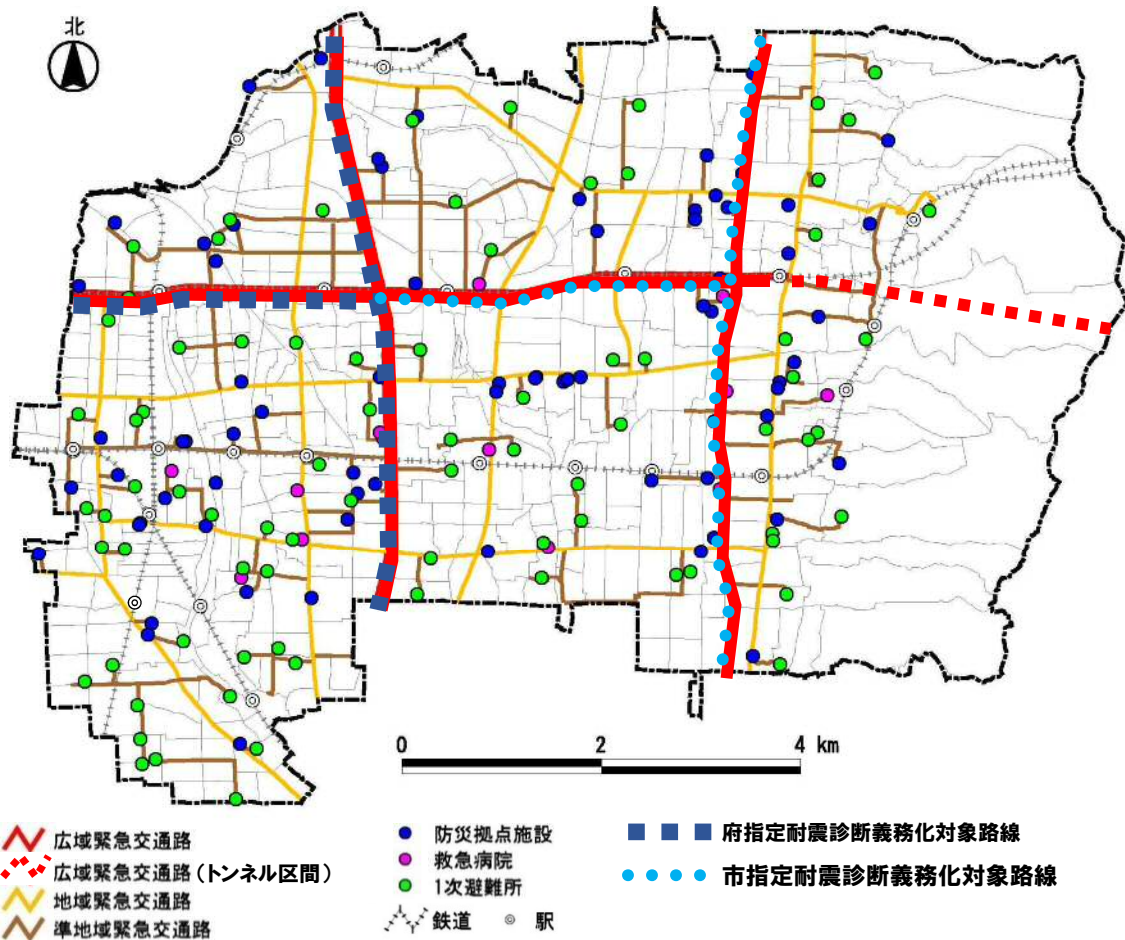 北
0 2 4 km
広域緊急交通路
広域緊急交通路(トンネル区間)
地域緊急交通路
準地域緊急交通路
防災拠点施設
救急病院
1次避難所
鉄道 駅
府指定耐震診断義務化対象路線
市指定耐震診断義務化対象路線